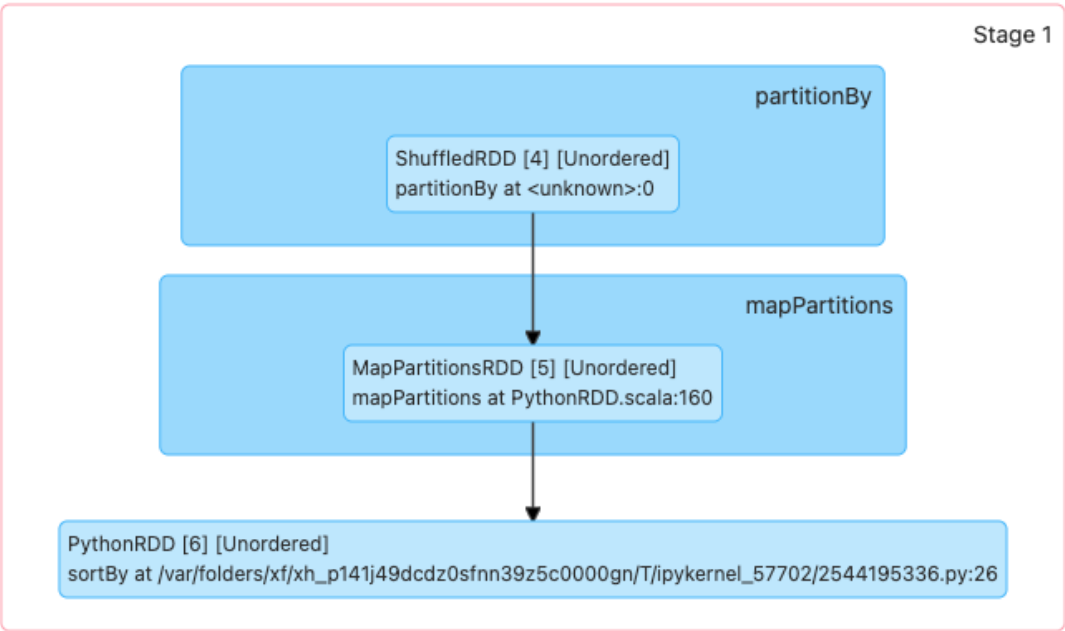 Stage 1
partitionBy
ShuffledRDD [4] [Unordered]
partitionBy at <unknown>:0
mapPartitions
MapPartitionsRDD [5] [Unordered]
mapPartitions at PythonRDD.scala:160
PythonRDD [6] [Unordered]
sortBy at /var/folders/xf/xh_p141j49dcdz0sfnn39z5c0000gn/T/ipykernel_57702/2544195336.py:26